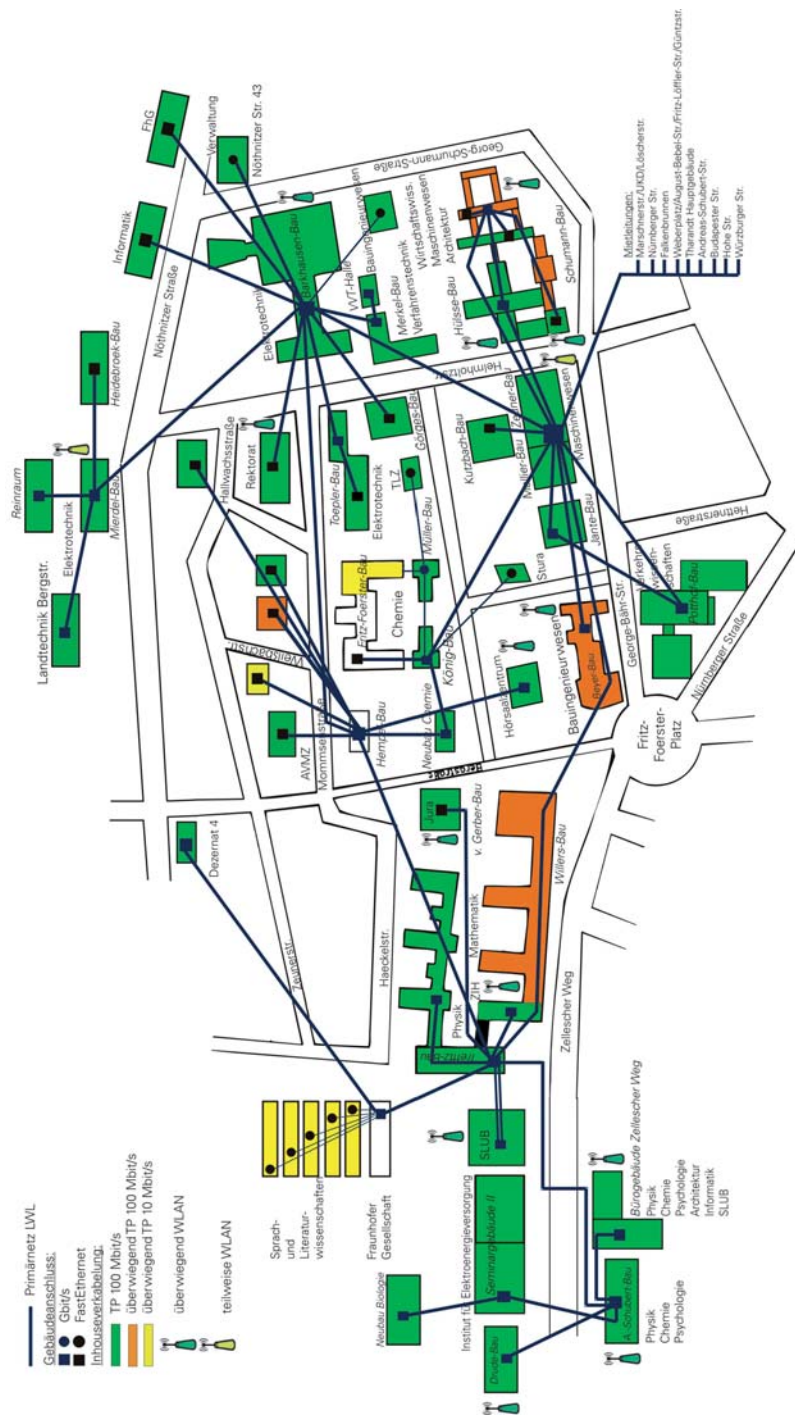 Primärnetz LWL
Gebäudeanschluss:
Gbit/s
FastEthernet
Inhouseverkabelung:
TP 100 Mbit/s
überwiegend TP 100 Mbit/s
überwiegend TP 10 Mbit/s
überwiegend WLAN
teilweise WLAN
Landtechnik Bergstr.
Reinraum
Elektrotechnik
Mierdel-Bau
Heidebroek-Bau
Informatik
FhG
Verwaltung
Nöthnitzer Str. 43
Nöthnitzer Straße
Georg-Schumann-Straße
Dezernat 4
Zeunerstr.
Haeckelstr.
AVMZ
Mommsenstraße
Weißbachstr.
Hallwachsstraße
Rektorat
Elektrotechnik
Barkhausen-Bau
VVT-Halle
Bauingenieurwesen
Merkel-Bau
Verfahrenstechnik
Wirtschaftswiss.
Maschinenwesen
Architektur
Hülsse-Bau
Schumann-Bau
Helmholtzstr.
Toepler-Bau
Elektrotechnik
Görges-Bau
TLZ
Fritz-Foerster-Bau
Chemie
Müller-Bau
König-Bau
Hempel-Bau
Neubau Chemie
Bergstraße
Hörsaalzentrum
Stura
Kutzbach-Bau
Zeuner-Bau
Mollier-Bau
Maschinenwesen
Jante-Bau
Bauingenieurwesen
Beyer-Bau
George-Bähr-Str.
Verkehrs-
wissen-
schaften
Potthof-Bau
Hettnerstraße
Nürnberger Straße
Fritz-
Foerster-
Platz
Mietleitungen:
Marschnerstr./UKD/Löscherstr.
Nürnberger Str.
Falkenbrunnen
Weberplatz/August-Bebel-Str./Fritz-Löffler-Str./Güntzstr.
Tharandt Hauptgebäude
Andreas-Schubert-Str.
Budapester Str.
Hohe Str.
Würzburger Str.
Jura
v. Gerber-Bau
Physik
Trefftz-Bau
ZIH
Mathematik
Willers-Bau
Zellescher Weg
Sprach-
und
Literatur-
wissenschaften
Fraunhofer
Gesellschaft
SLUB
Neubau Biologie
Institut für Elektroenergieversorgung
Seminargebäude II
Drude-Bau
Bürogebäude Zellescher Weg
Physik
Chemie
Psychologie
Architektur
Informatik
SLUB
A.-Schubert-Bau
Physik
Chemie
Psychologie